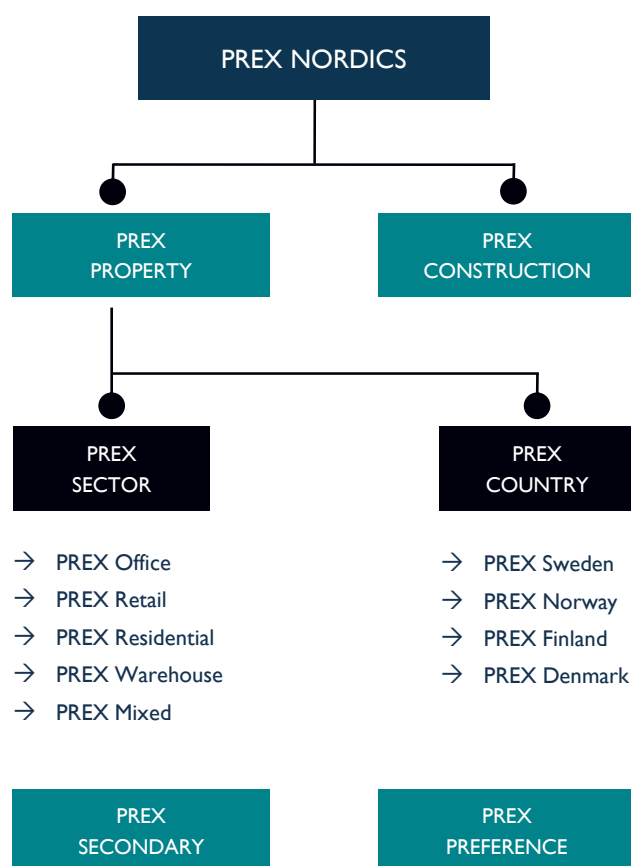 PREX NORDICS
PREX
PROPERTY
PREX
CONSTRUCTION
PREX
SECTOR
PREX
COUNTRY
→ PREX Office
→ PREX Retail
→ PREX Residential
→ PREX Warehouse
→ PREX Mixed
→ PREX Sweden
→ PREX Norway
→ PREX Finland
→ PREX Denmark
PREX
SECONDARY
PREX
PREFERENCE